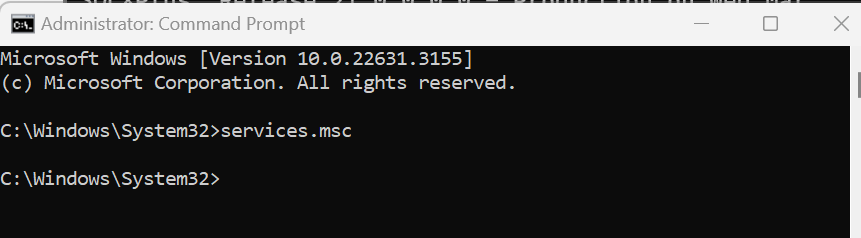 Administrator: Command Prompt
Microsoft Windows [Version 10.0.22631.3155]
(c) Microsoft Corporation. All rights reserved.
C:\Windows\System32>services.msc
C:\Windows\System32>